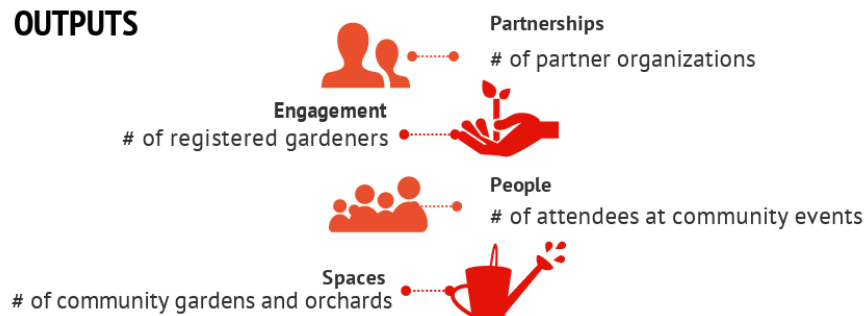 OUTPUTS
Partnerships
# of partner organizations
Engagement
# of registered gardeners
People
# of attendees at community events
Spaces
# of community gardens and orchards